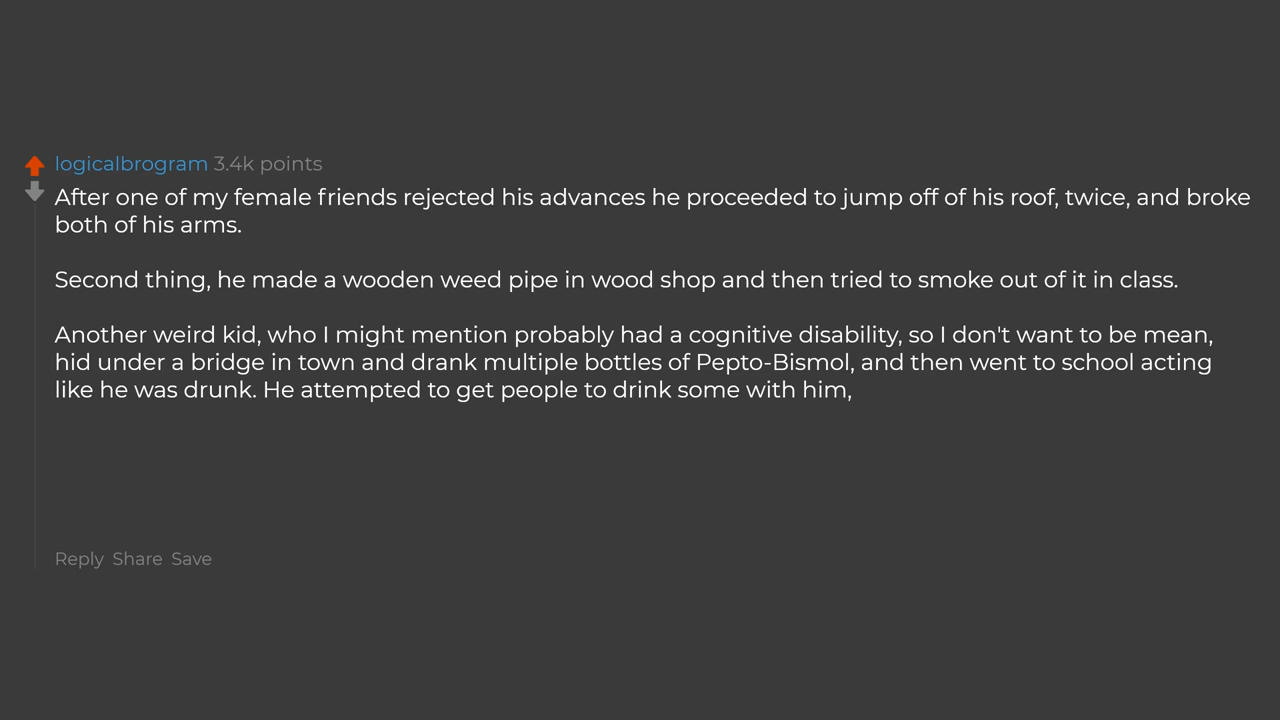 logicalbrogram 3.4k points
After one of my female friends rejected his advances he proceeded to jump off of his roof, twice, and broke
both of his arms.
Second thing, he made a wooden weed pipe in wood shop and then tried to smoke out of it in class.
Another weird kid, who I might mention probably had a cognitive disability, so I don't want to be mean,
hid under a bridge in town and drank multiple bottles of Pepto-Bismol, and then went to school acting
like he was drunk. He attempted to get people to drink some with him,
Reply Share Save